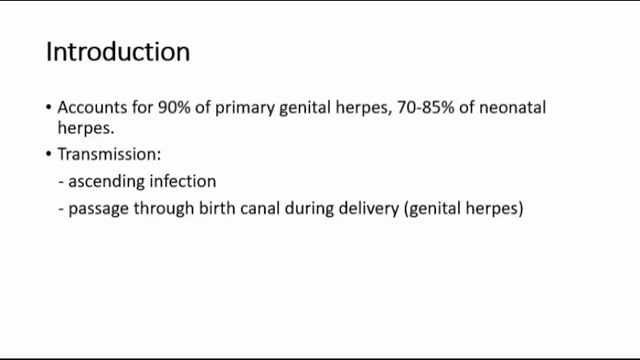 Introduction
• Accounts for 90% of primary genital herpes, 70-85% of neonatal
herpes.
• Transmission:
- ascending infection
- passage through birth canal during delivery (genital herpes)